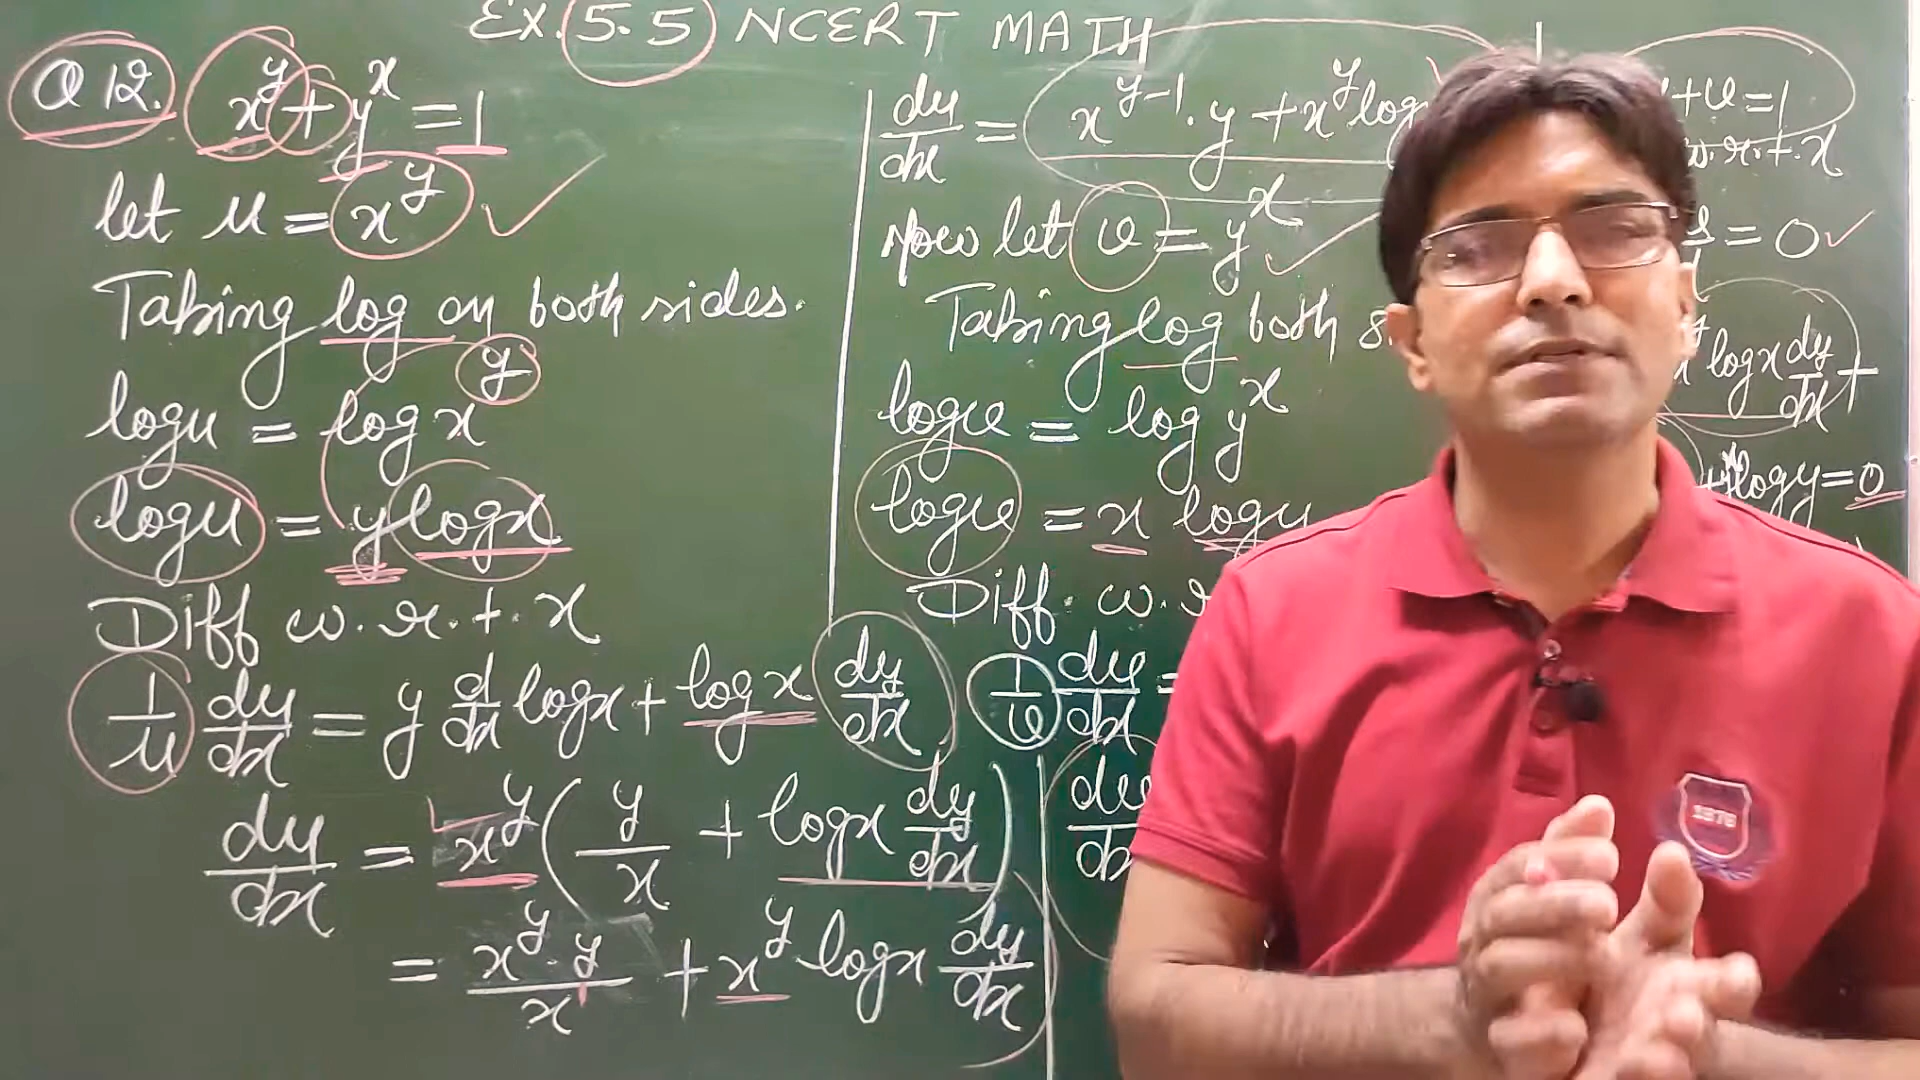 Ex. 5.5 NCERT MATH
Q 12. x^y + y^x = 1
let u = x^y ✓
Taking log on both sides.
log u = log x^y
log u = y log x
Diff w.r.t. x
1/u du/dx = y d/dx log x + log x dy/dx
du/dx = x^y ( y/x + log x dy/dx )
= x^y . y / x + x^y log x dy/dx
du/dx = x^{y-1} . y + x^y log
Now let v = y^x ✓
Taking log both s.
log v = log y^x
log v = x log y
Diff. w.r
1/v dv/dx =
dv/dx
+ v = 1
w.r.t. x
= 0 ✓
log x dy/dx +
log y = 0
1876